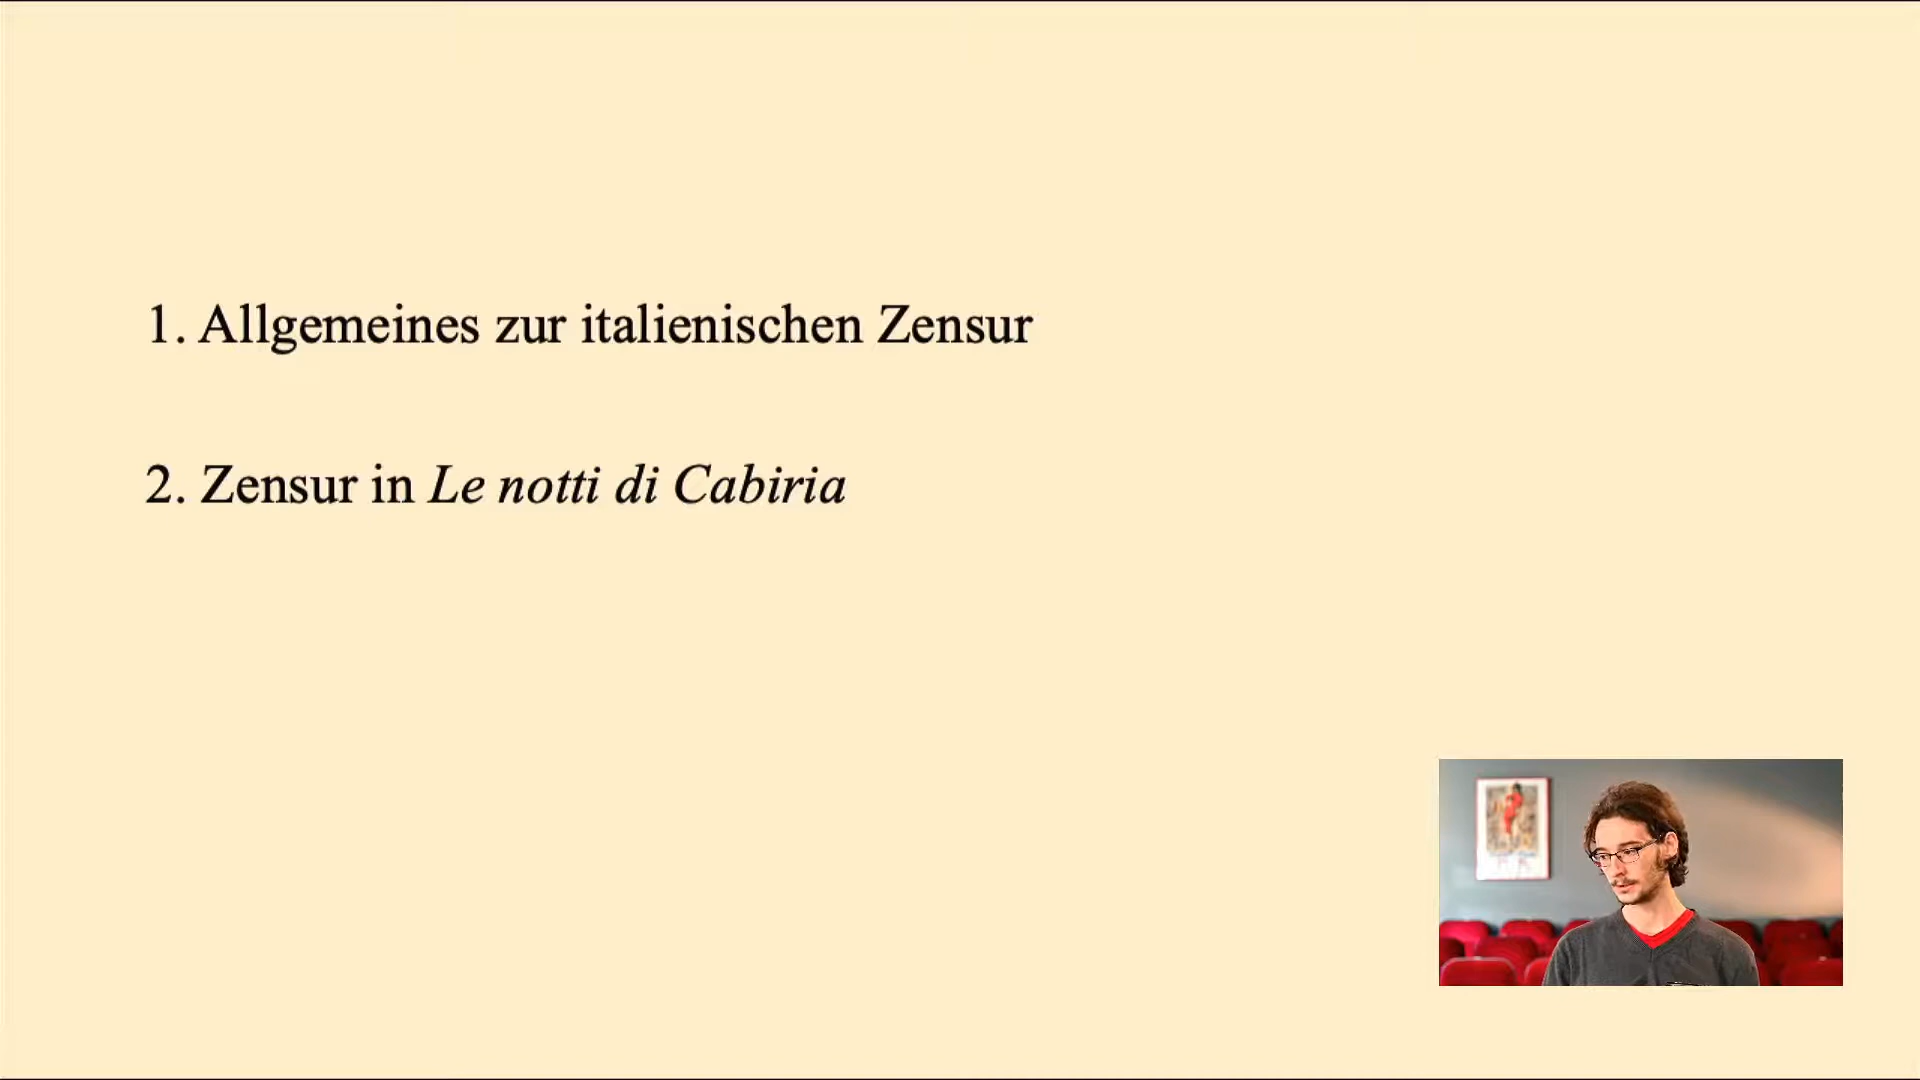 1. Allgemeines zur italienischen Zensur
2. Zensur in Le notti di Cabiria